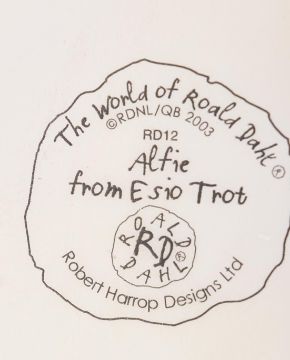 The World of Roald Dahl®
©RDNL/QB 2003
RD12
Alfie
from Esio Trot
ROALD DAHL®
RD
Robert Harrop Designs Ltd